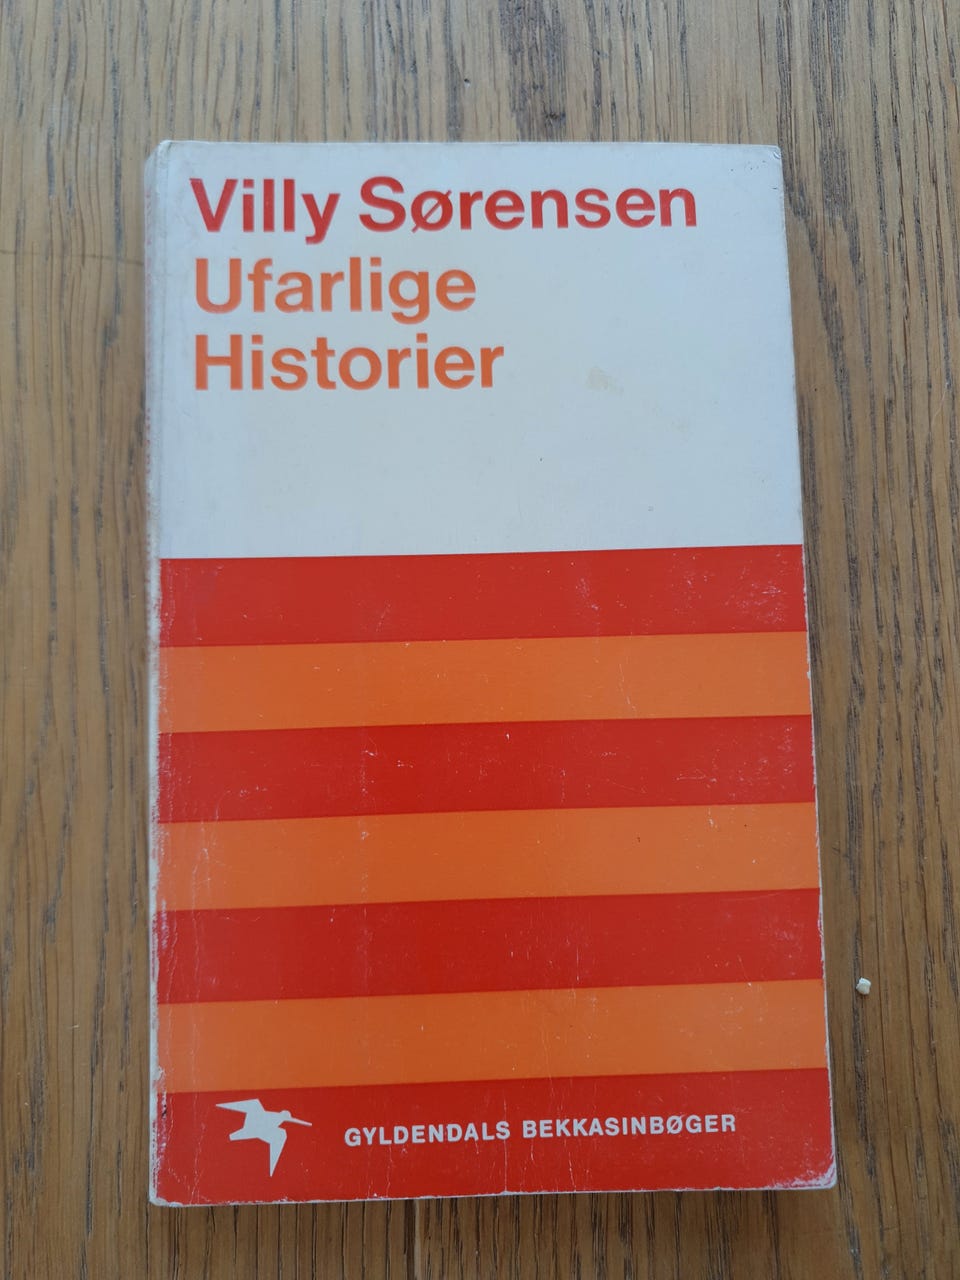 Villy Sørensen
Ufarlige
Historier
GYLDENDALS BEKKASINBØGER